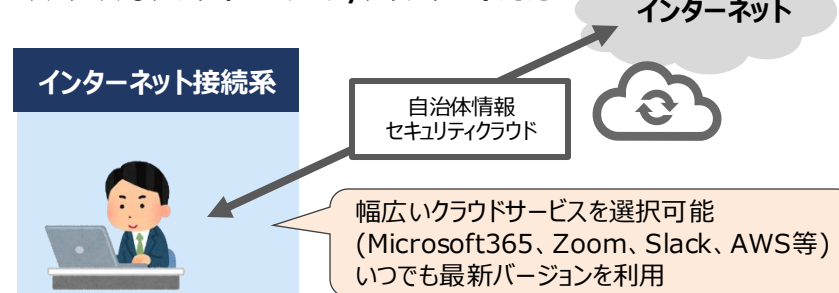 インターネット
インターネット接続系
自治体情報
セキュリティクラウド
幅広いクラウドサービスを選択可能
(Microsoft365、Zoom、Slack、AWS等)
いつでも最新バージョンを利用